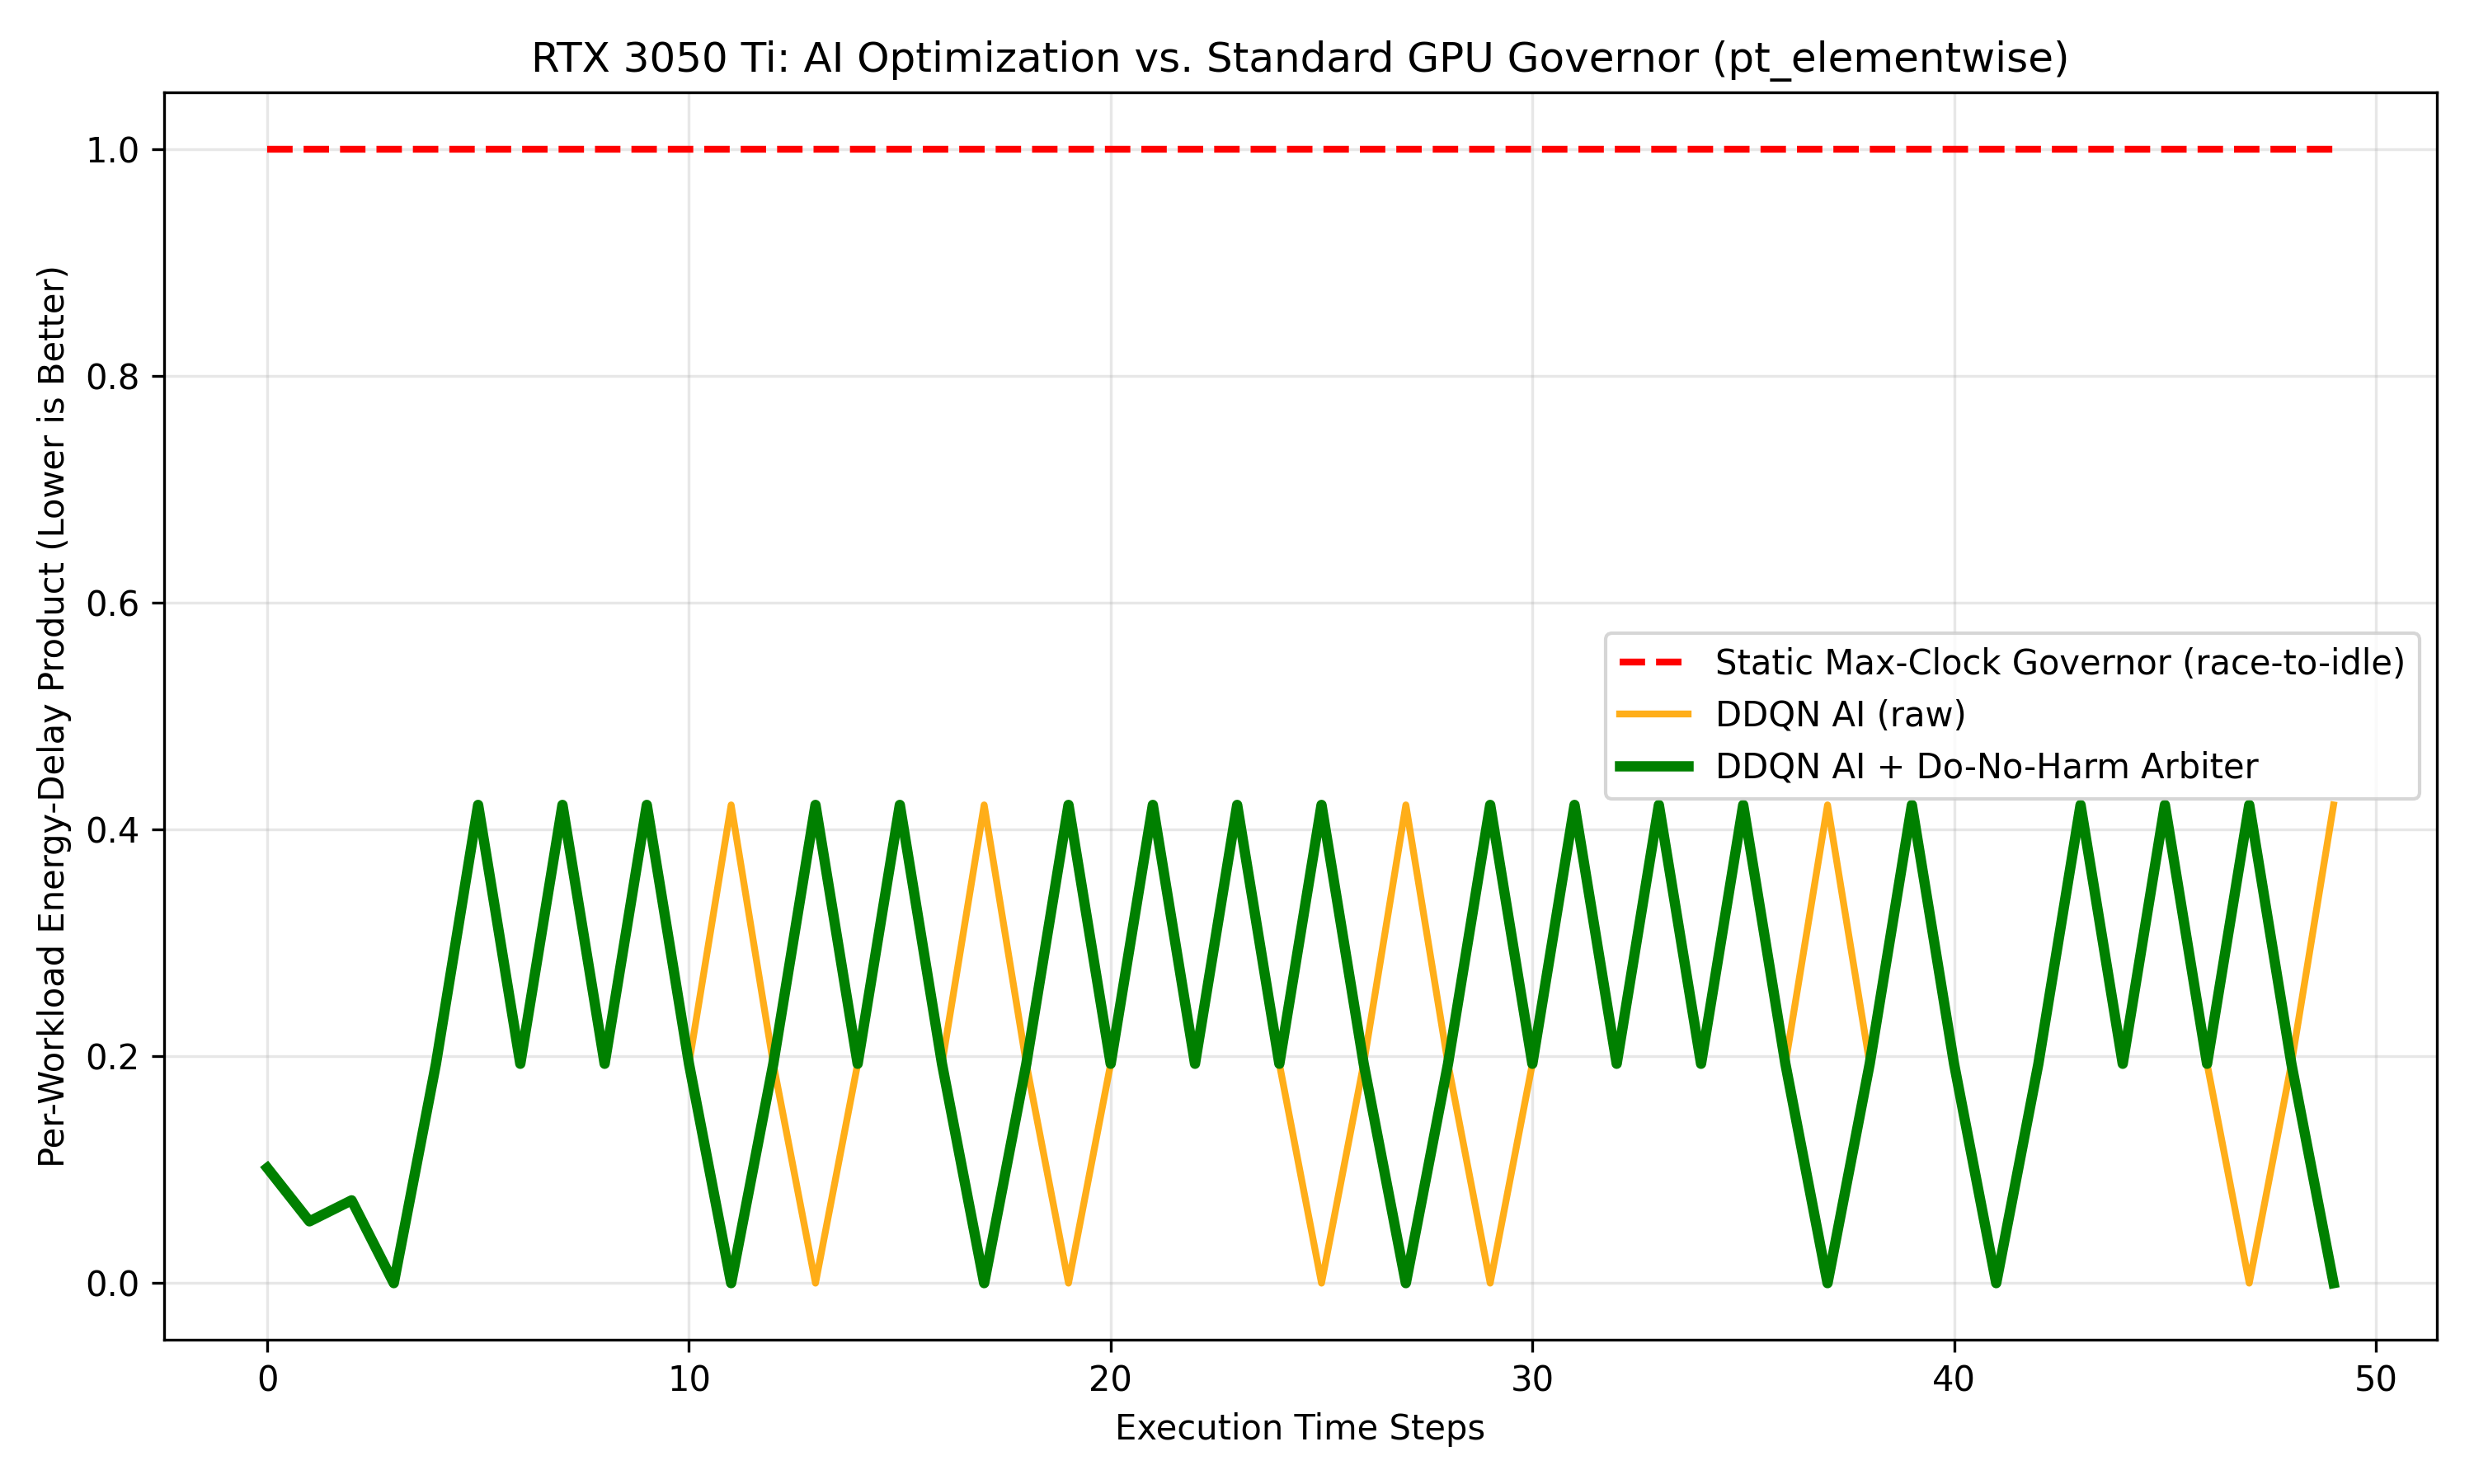 RTX 3050 Ti: AI Optimization vs. Standard GPU Governor (pt_elementwise)
Per-Workload Energy-Delay Product (Lower is Better)
1.0
0.8
0.6
0.4
0.2
0.0
Static Max-Clock Governor (race-to-idle)
DDQN AI (raw)
DDQN AI + Do-No-Harm Arbiter
0
10
20
30
40
50
Execution Time Steps